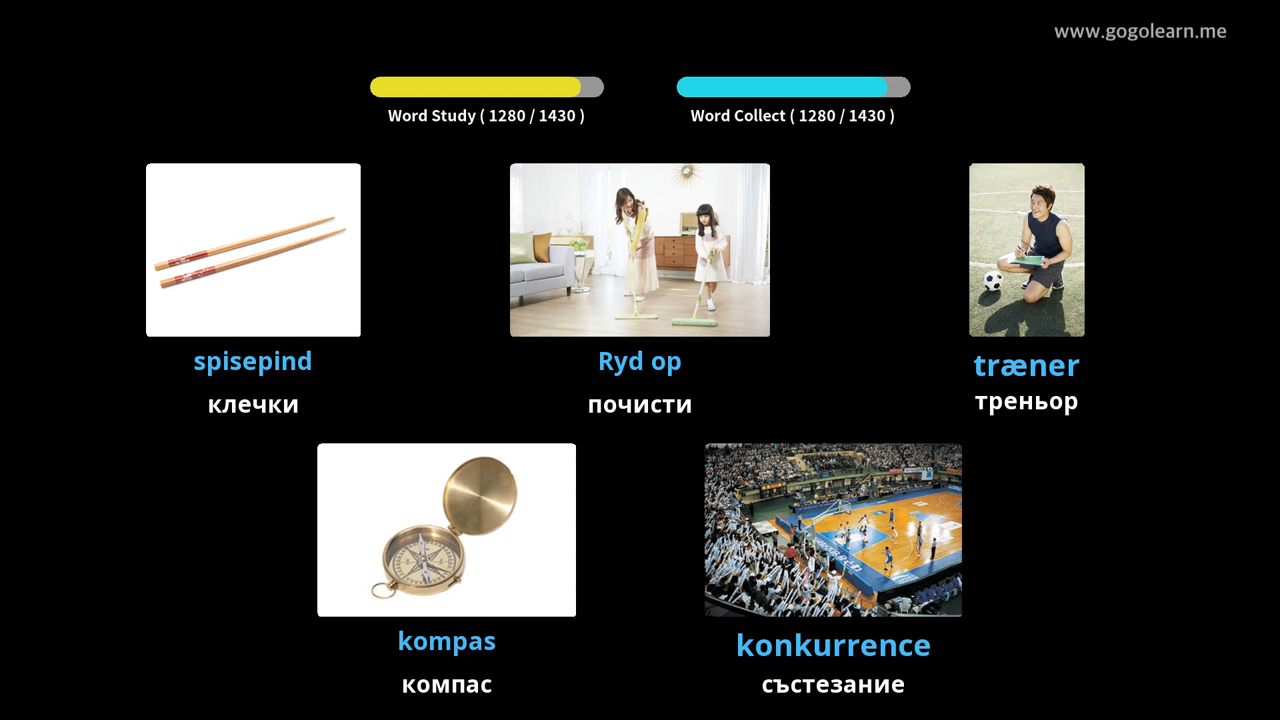 www.gogolearn.me
Word Study ( 1280 / 1430 )
Word Collect ( 1280 / 1430 )
spisepind
клечки
Ryd op
почисти
træner
треньор
kompas
компас
konkurrence
състезание